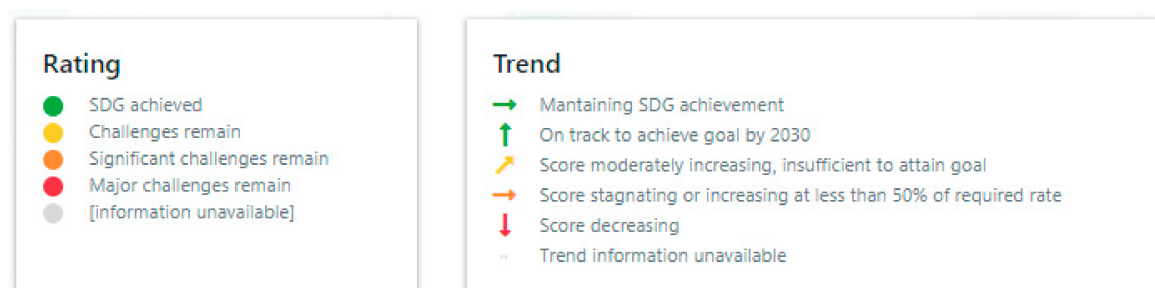 Rating
SDG achieved
Challenges remain
Significant challenges remain
Major challenges remain
[information unavailable]
Trend
Mantaining SDG achievement
On track to achieve goal by 2030
Score moderately increasing, insufficient to attain goal
Score stagnating or increasing at less than 50% of required rate
Score decreasing
Trend information unavailable